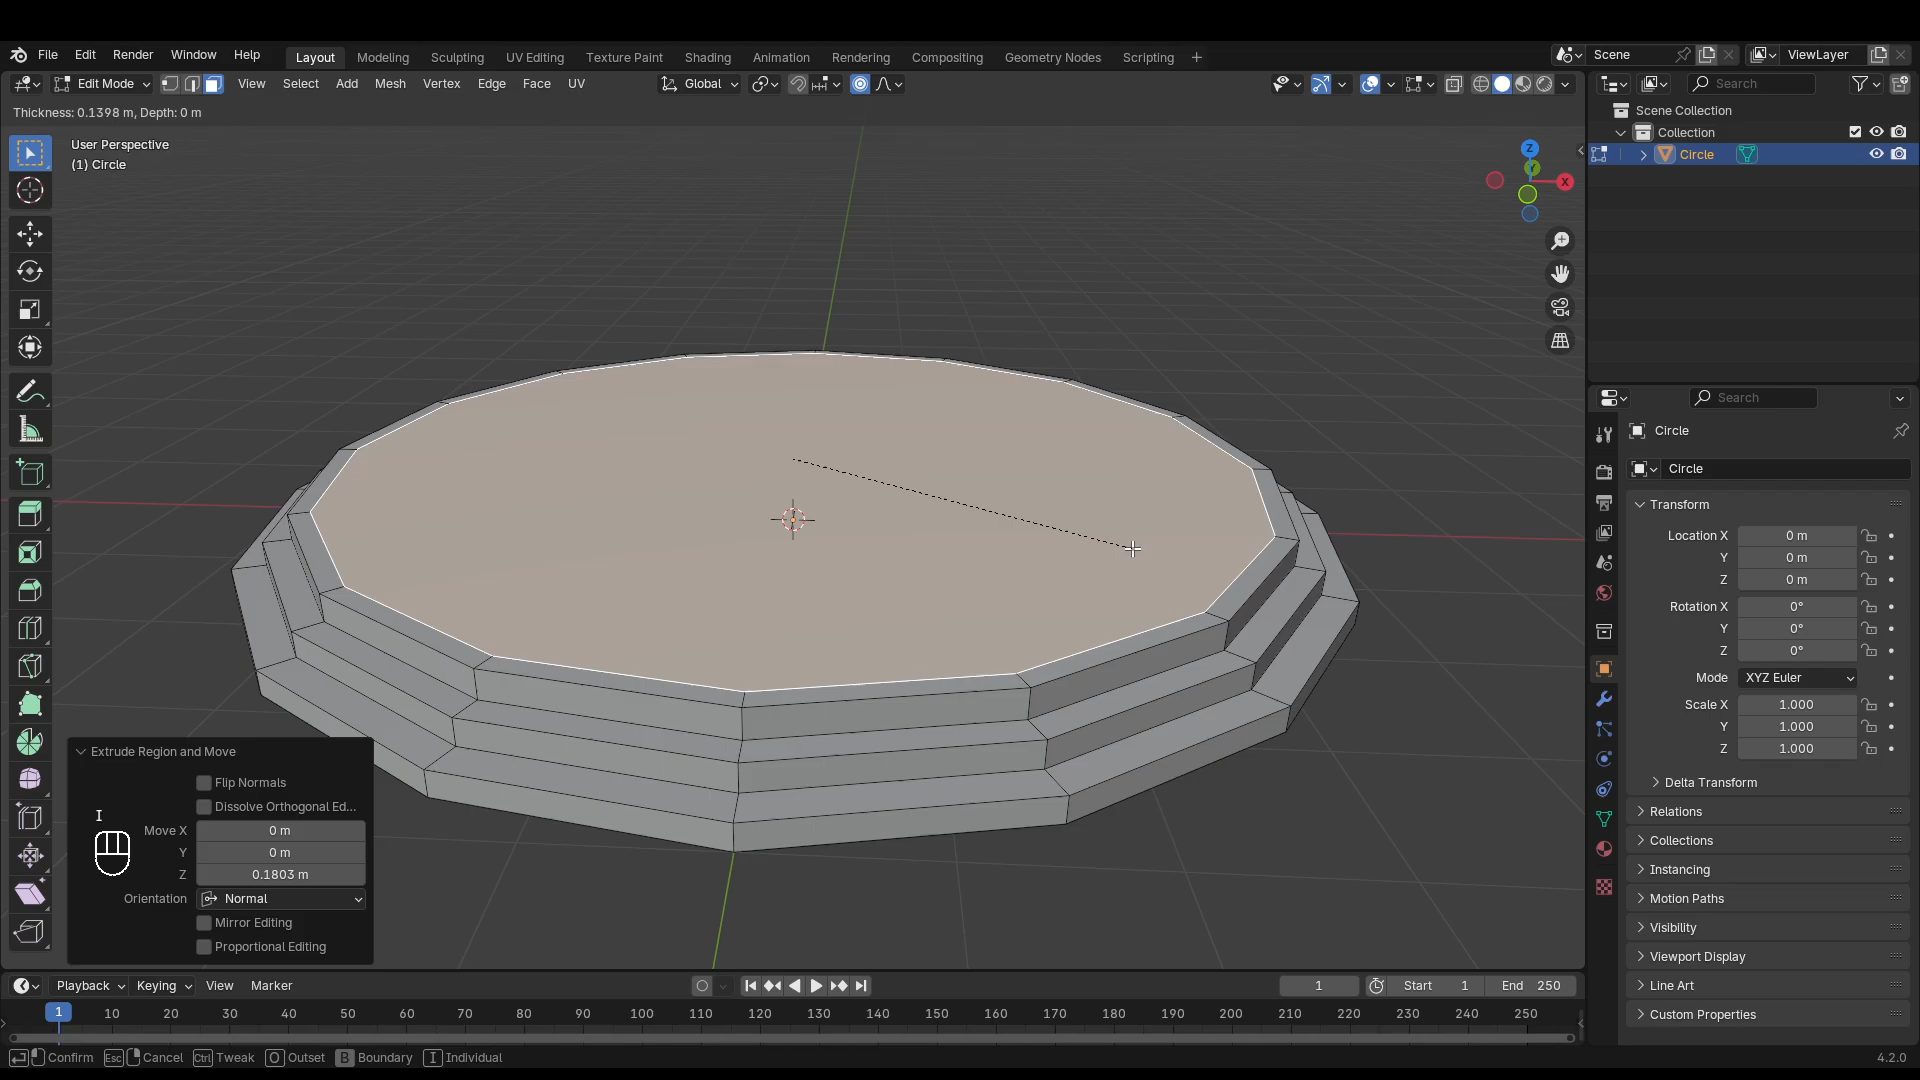 File Edit Render Window Help Layout Modeling Sculpting UV Editing Texture Paint Shading Animation Rendering Compositing Geometry Nodes Scripting + Scene ViewLayer
Edit Mode View Select Add Mesh Vertex Edge Face UV Global Search
Thickness: 0.1398 m, Depth: 0 m
User Perspective
(1) Circle
Z
Y
X
Scene Collection
Collection
Circle
Search
Circle
Circle
Transform
Location X 0 m
Y 0 m
Z 0 m
Rotation X 0°
Y 0°
Z 0°
Mode XYZ Euler
Scale X 1.000
Y 1.000
Z 1.000
Delta Transform
Relations
Collections
Instancing
Motion Paths
Visibility
Viewport Display
Line Art
Custom Properties
Extrude Region and Move
Flip Normals
Dissolve Orthogonal Ed...
I
Move X 0 m
Y 0 m
Z 0.1803 m
Orientation Normal
Mirror Editing
Proportional Editing
Playback Keying View Marker 1 Start 1 End 250
1 10 20 30 40 50 60 70 80 90 100 110 120 130 140 150 160 170 180 190 200 210 220 230 240 250
Confirm Esc Cancel Ctrl Tweak O Outset B Boundary I Individual 4.2.0